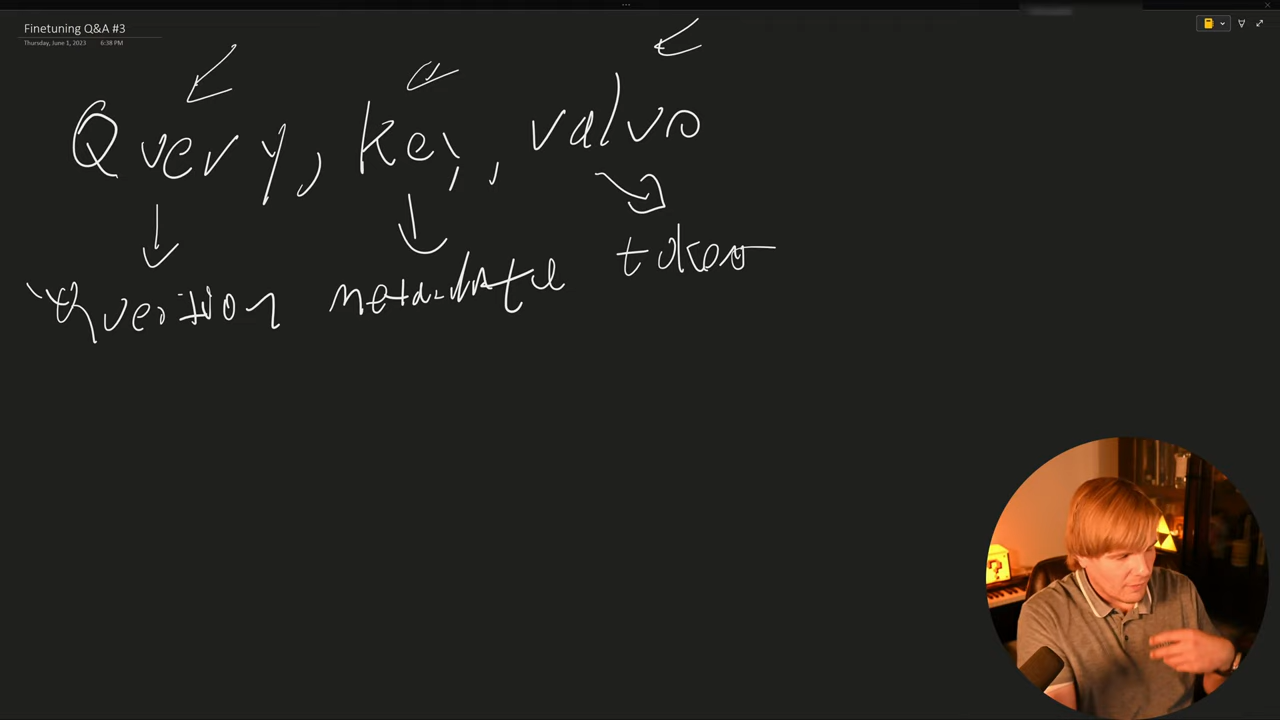 Finetuning Q&A #3
Thursday, June 1, 2023 6:38 PM
Query, key, value
Question metadata token